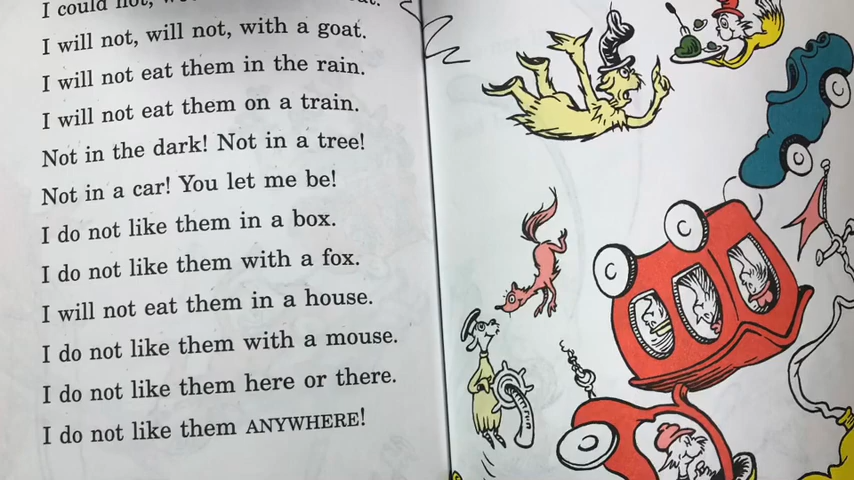 I could not,
I will not, will not, with a goat.
I will not eat them in the rain.
I will not eat them on a train.
Not in the dark! Not in a tree!
Not in a car! You let me be!
I do not like them in a box.
I do not like them with a fox.
I will not eat them in a house.
I do not like them with a mouse.
I do not like them here or there.
I do not like them ANYWHERE!